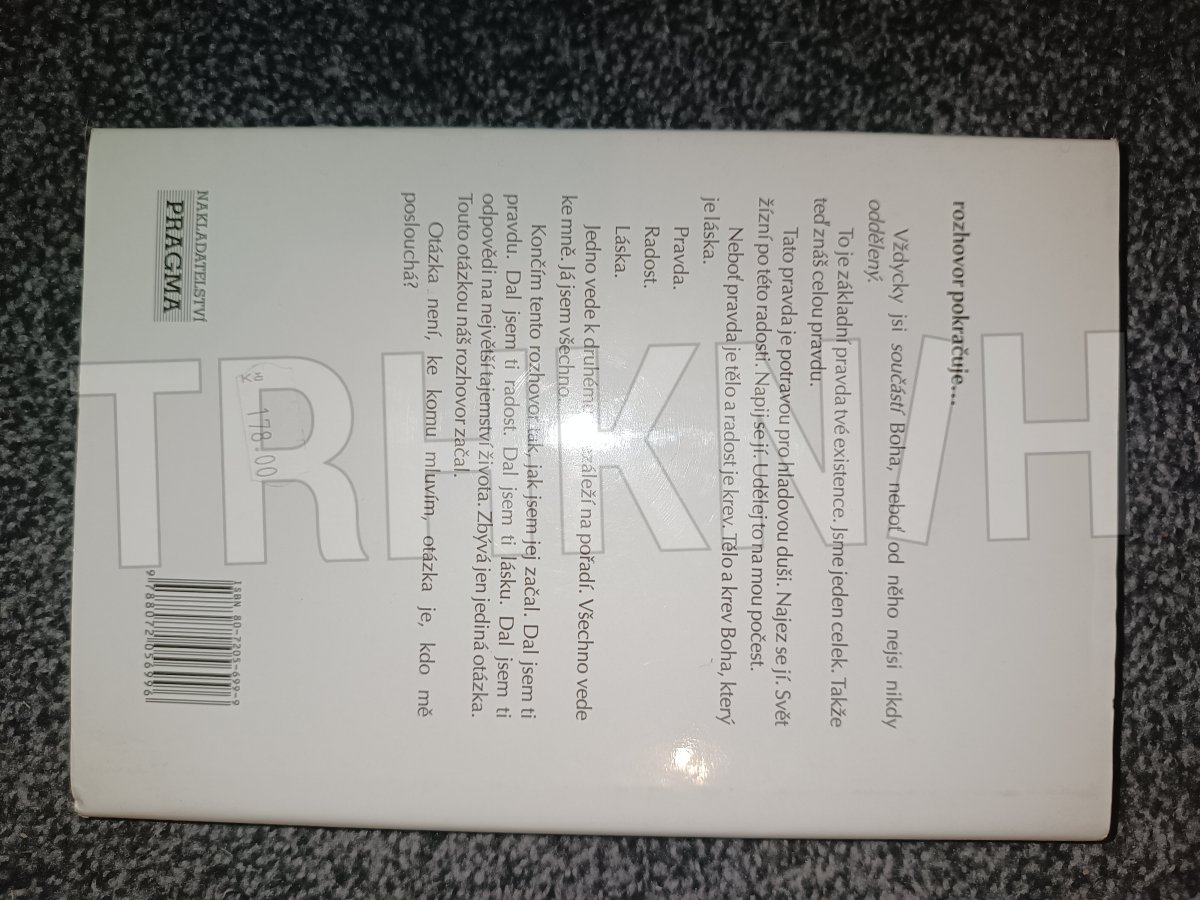 rozhovor pokračuje...
Vždycky jsi součástí Boha, neboť od něho nejsi nikdy
oddělený.
To je základní pravda tvé existence. Jsme jeden celek. Takže
teď znáš celou pravdu.
Tato pravda je potravou pro hladovou duši. Najez se jí. Svět
žízní po této radosti. Napij se jí. Udělej to na mou počest.
Neboť pravda je tělo a radost je krev. Tělo a krev Boha, který
je láska.
Pravda.
Radost.
Láska.
Jedno vede k druhému záleží na pořadí. Všechno vede
ke mně. Já jsem všechno.
Končím tento rozhovor tak, jak jsem jej začal. Dal jsem ti
pravdu. Dal jsem ti radost. Dal jsem ti lásku. Dal jsem ti
odpovědi na největší tajemství života. Zbývá jen jediná otázka.
Touto otázkou náš rozhovor začal.
Otázka není, ke komu mluvím, otázka je, kdo mě
poslouchá?
178.00
NAKLADATELSTVÍ
PRAGMA
ISBN 80-7205-699-9
9788072056996